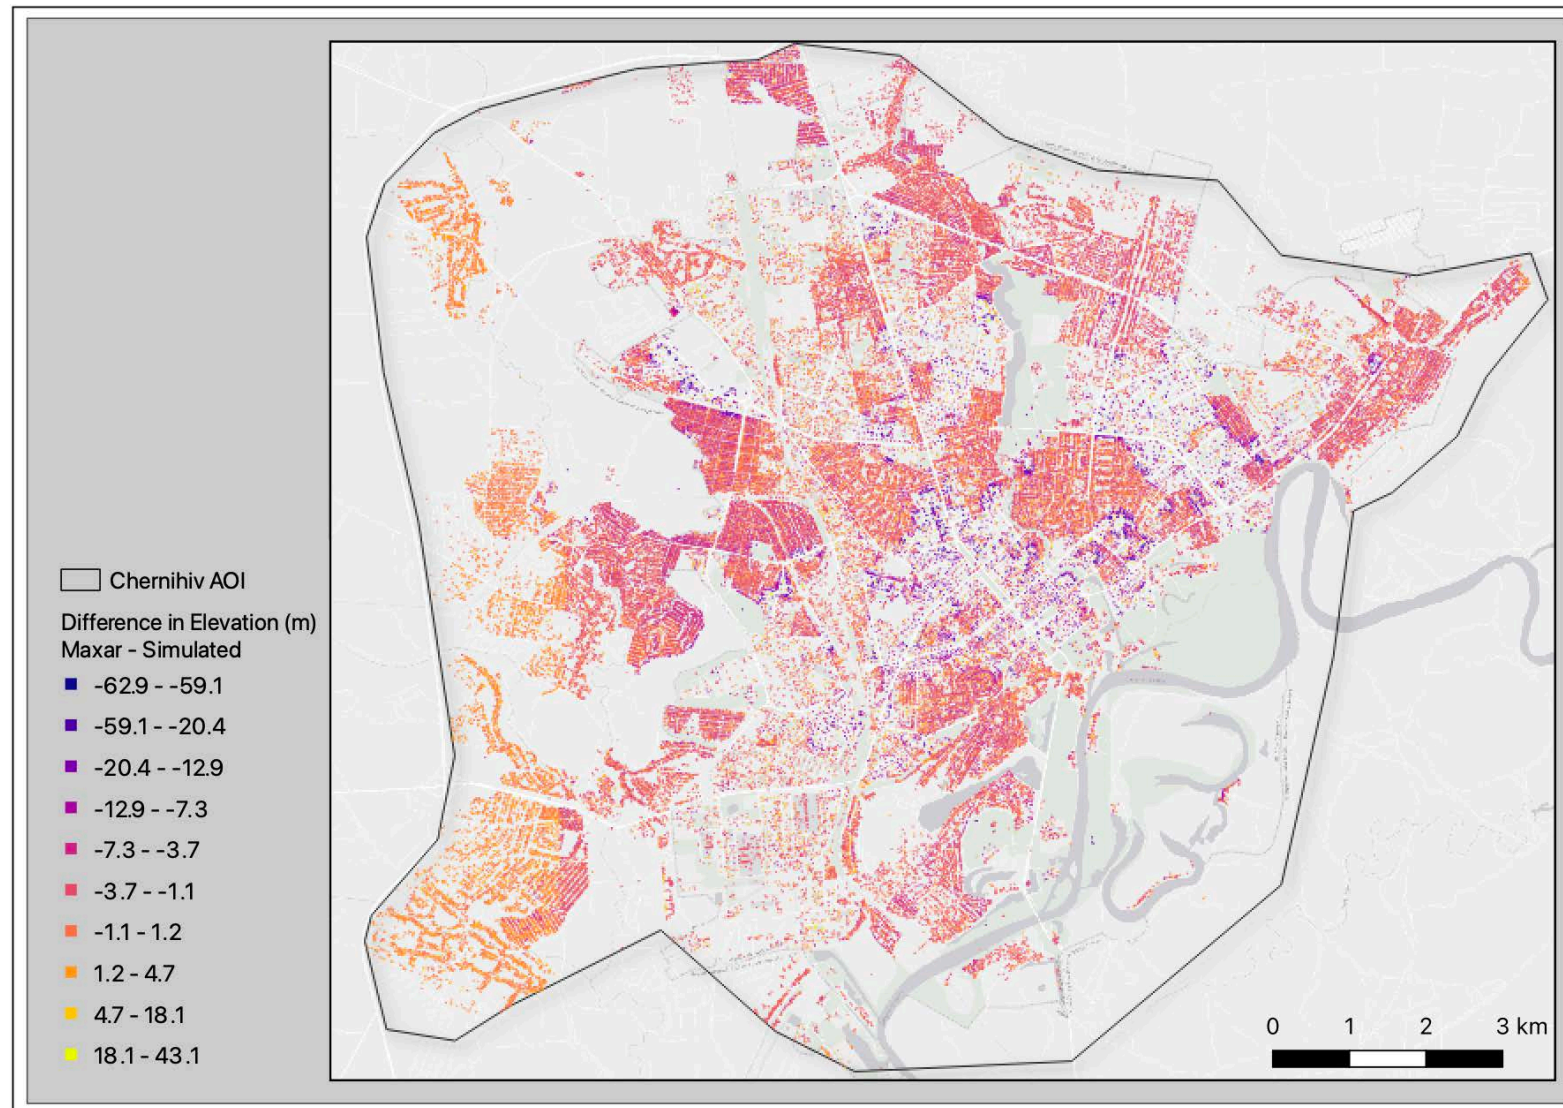 Chernihiv AOI
Difference in Elevation (m)
Maxar - Simulated
-62.9 - -59.1
-59.1 - -20.4
-20.4 - -12.9
-12.9 - -7.3
-7.3 - -3.7
-3.7 - -1.1
-1.1 - 1.2
1.2 - 4.7
4.7 - 18.1
18.1 - 43.1
0 1 2 3 km